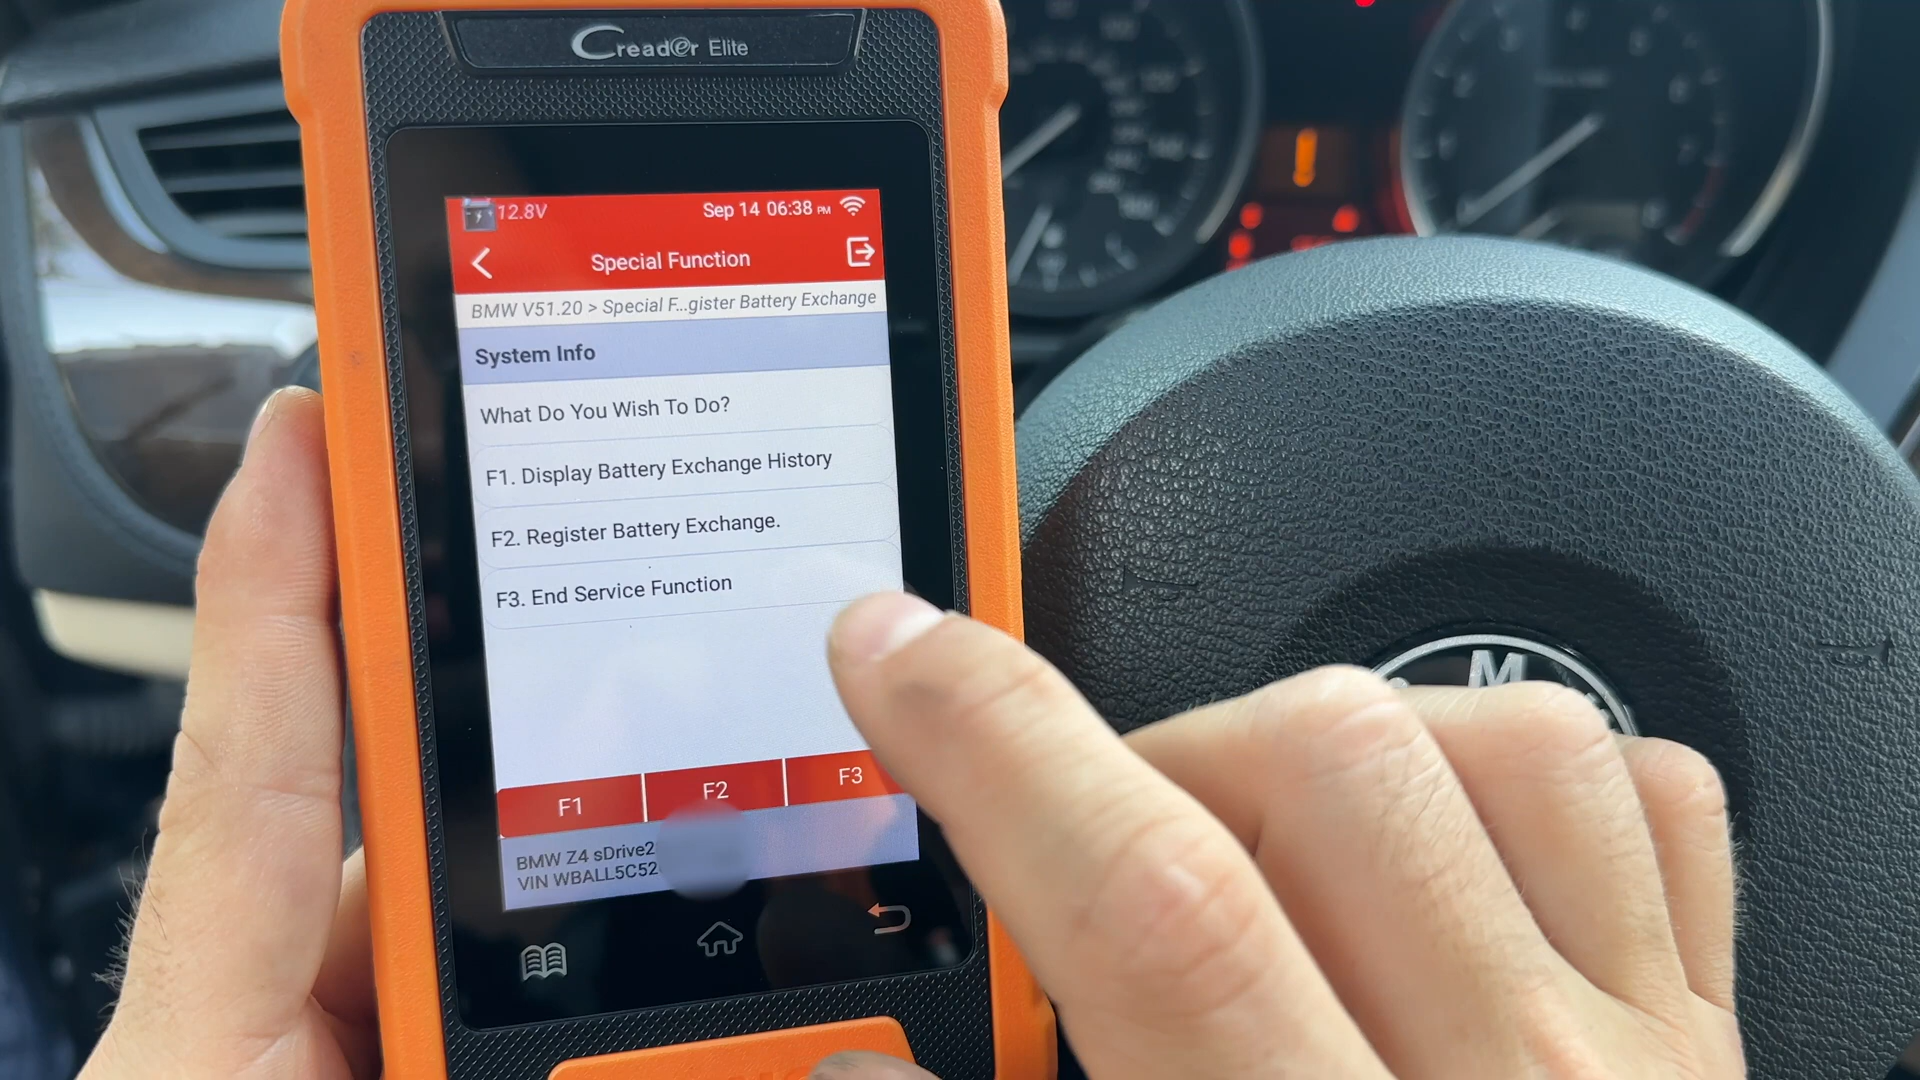 Creader Elite
12.8V Sep 14 06:38 PM
Special Function
BMW V51.20 > Special F...gister Battery Exchange
System Info
What Do You Wish To Do?
F1. Display Battery Exchange History
F2. Register Battery Exchange.
F3. End Service Function
F1 F2 F3
BMW Z4 sDrive2
VIN WBALL5C52
M